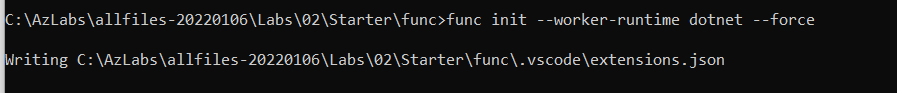 C:\AzLabs\allfiles-20220106\Labs\02\Starter\func>func init --worker-runtime dotnet --force
Writing C:\AzLabs\allfiles-20220106\Labs\02\Starter\func\.vscode\extensions.json